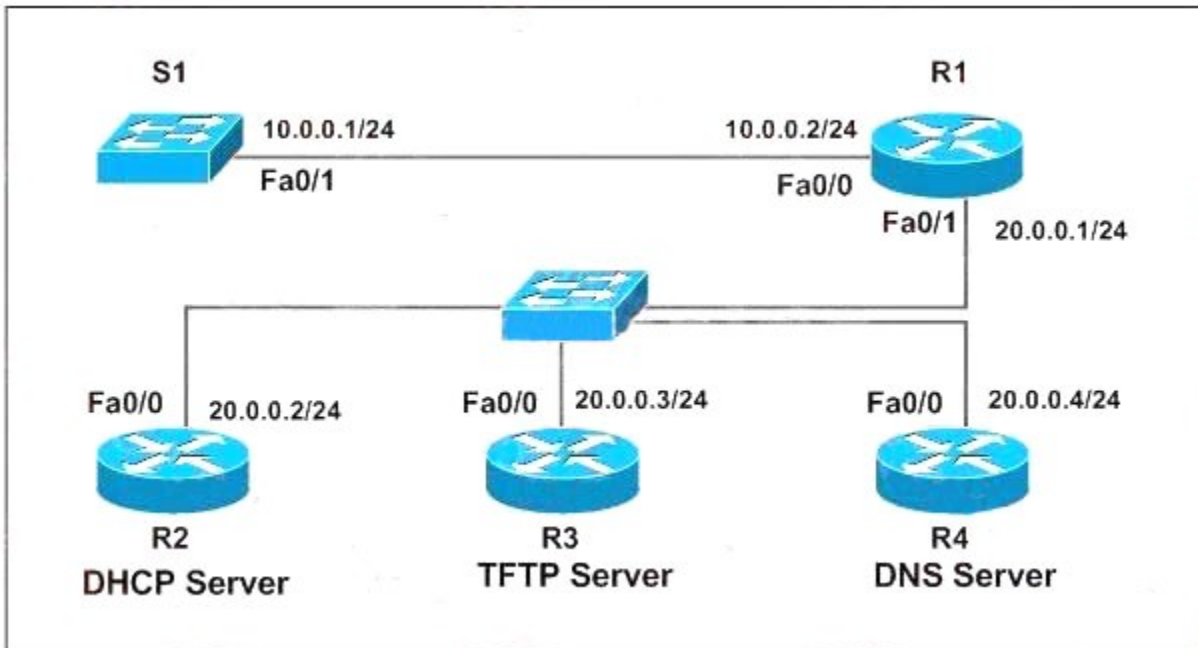 S1
R1
10.0.0.1/24
10.0.0.2/24
Fa0/1
Fa0/0
Fa0/1
20.0.0.1/24
Fa0/0
20.0.0.2/24
Fa0/0
20.0.0.3/24
Fa0/0
20.0.0.4/24
R2
R3
R4
DHCP Server
TFTP Server
DNS Server